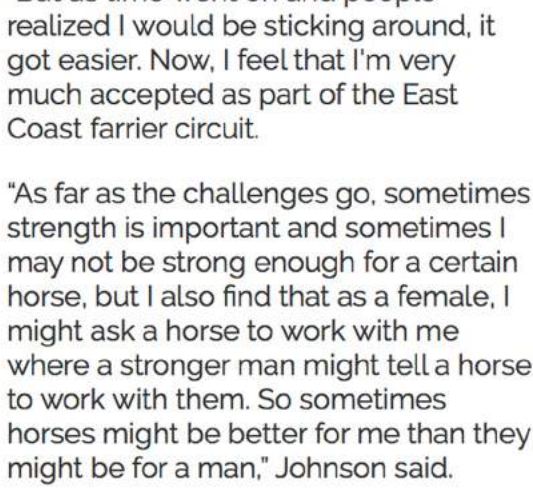 realized I would be sticking around, it
got easier. Now, I feel that I'm very
much accepted as part of the East
Coast farrier circuit.
“As far as the challenges go, sometimes
strength is important and sometimes I
may not be strong enough for a certain
horse, but I also find that as a female, I
might ask a horse to work with me
where a stronger man might tell a horse
to work with them. So sometimes
horses might be better for me than they
might be for a man,” Johnson said.